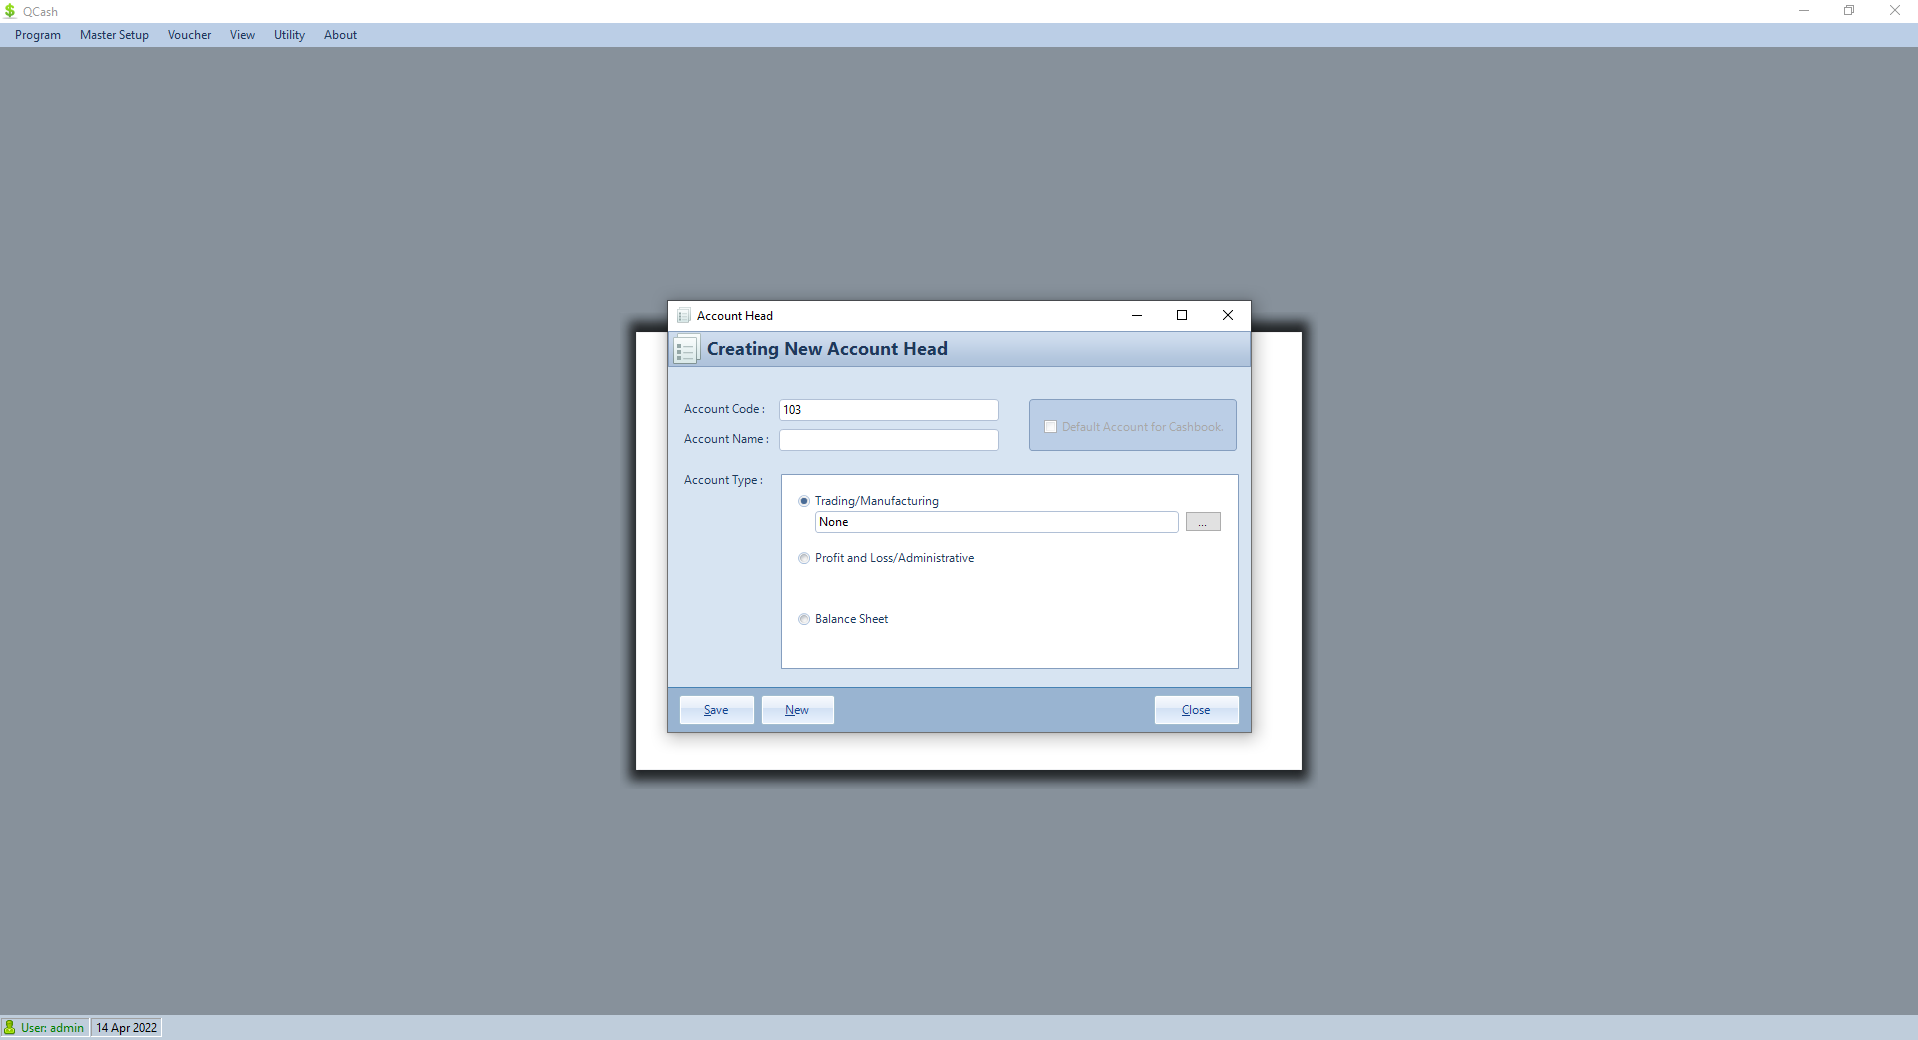 QCash
Program Master Setup Voucher View Utility About
Account Head
Creating New Account Head
Account Code : 103
Default Account for Cashbook.
Account Name :
Account Type :
Trading/Manufacturing
None ...
Profit and Loss/Administrative
Balance Sheet
Save New Close
User: admin 14 Apr 2022